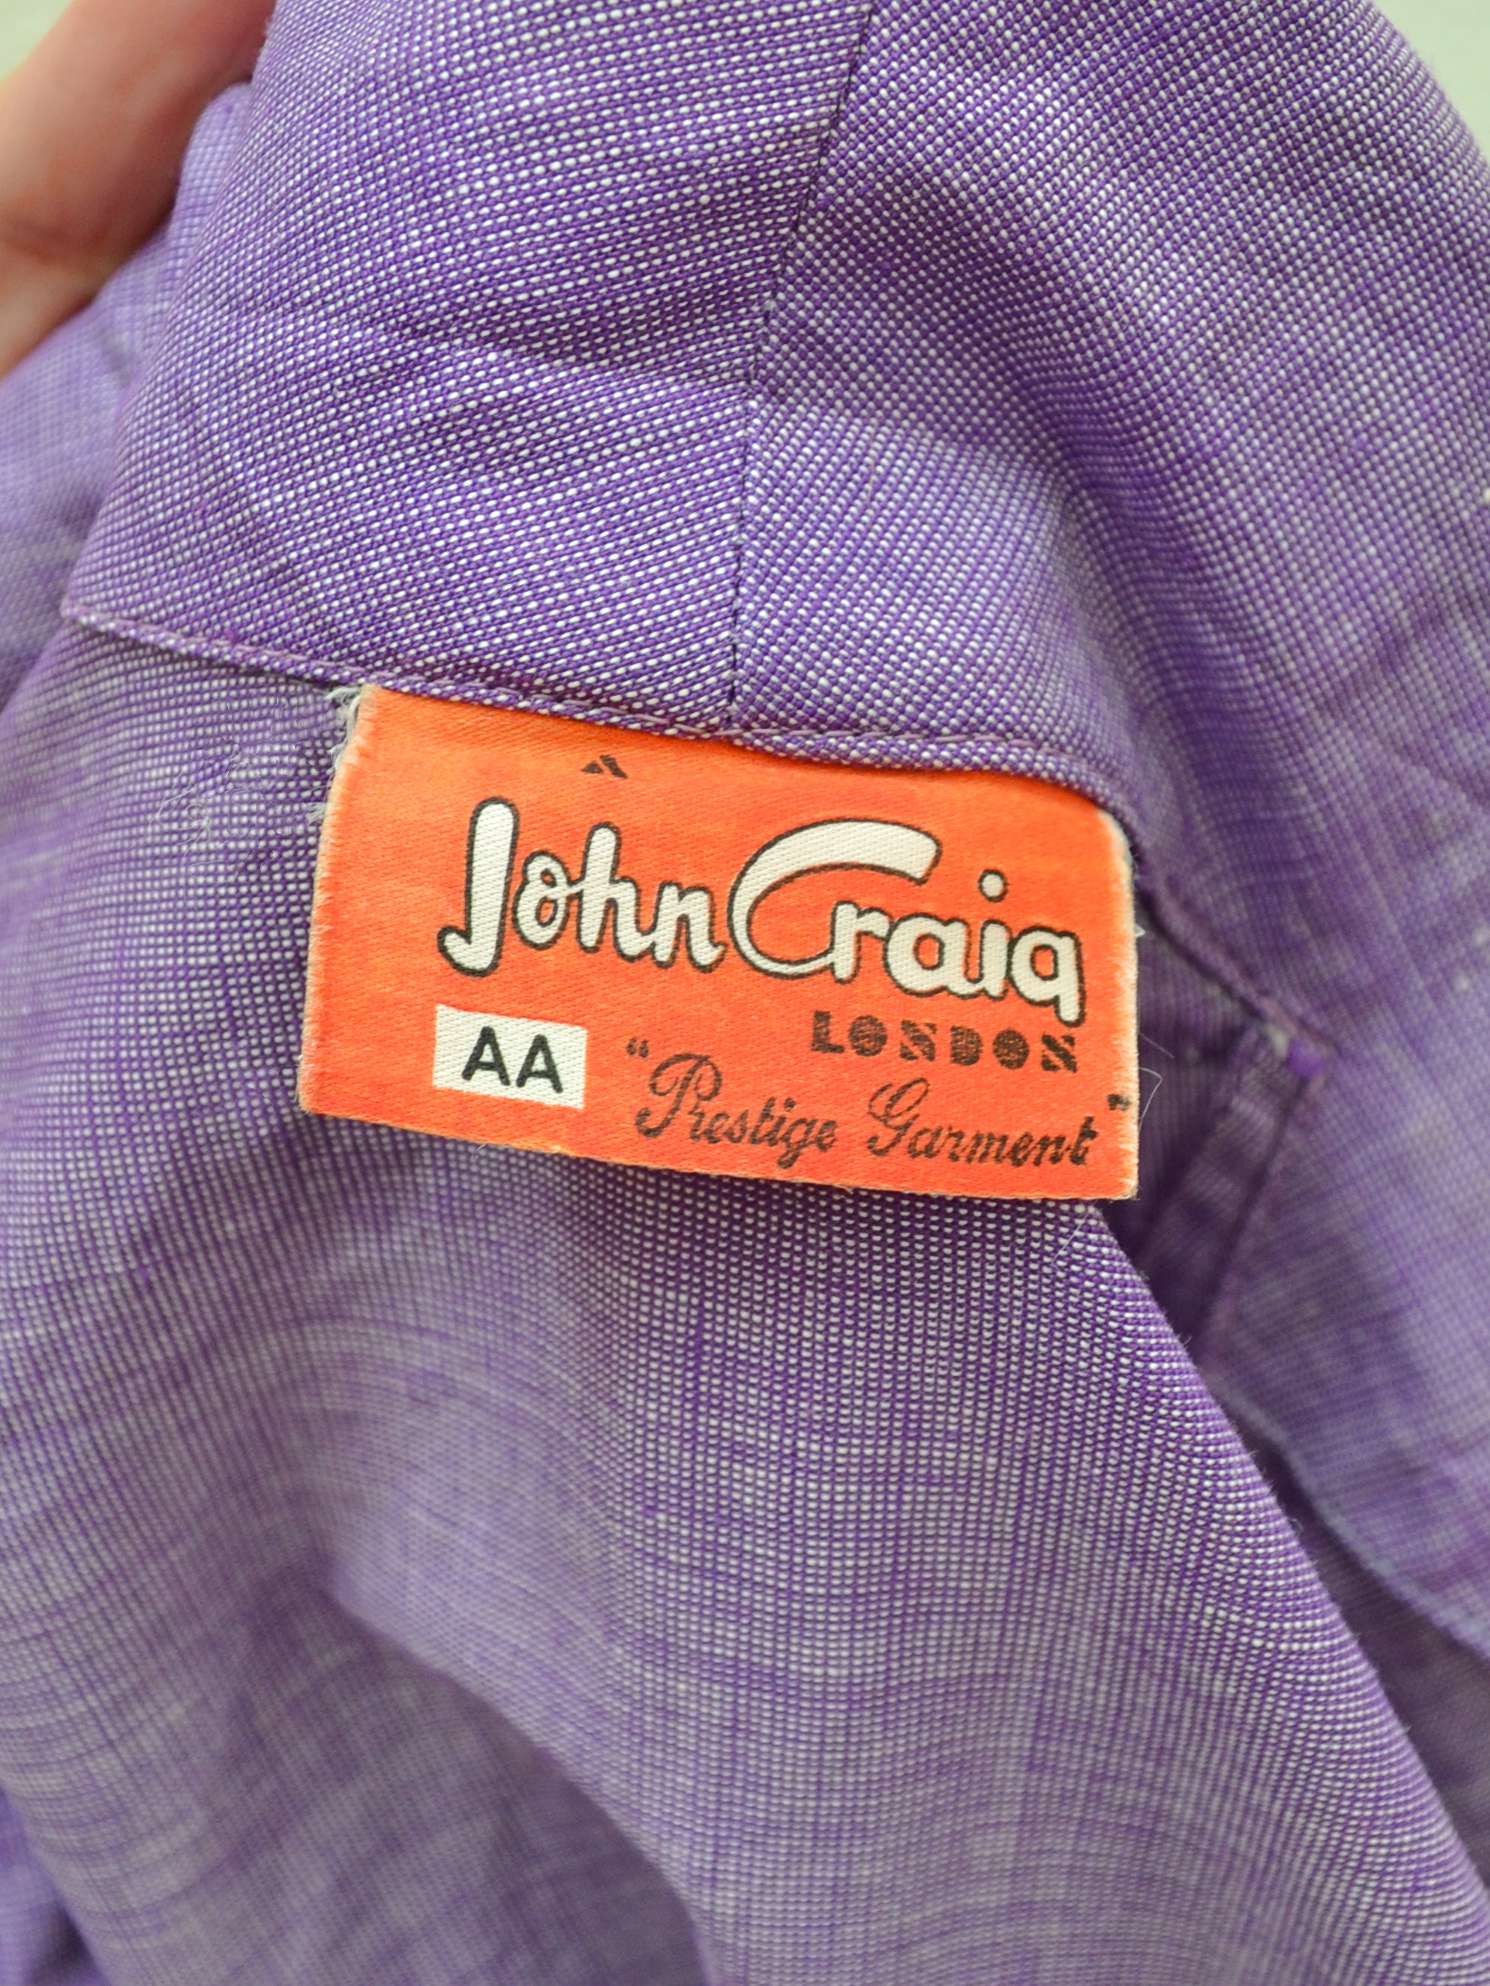 John Craig
LONDON
AA
"Prestige Garment"